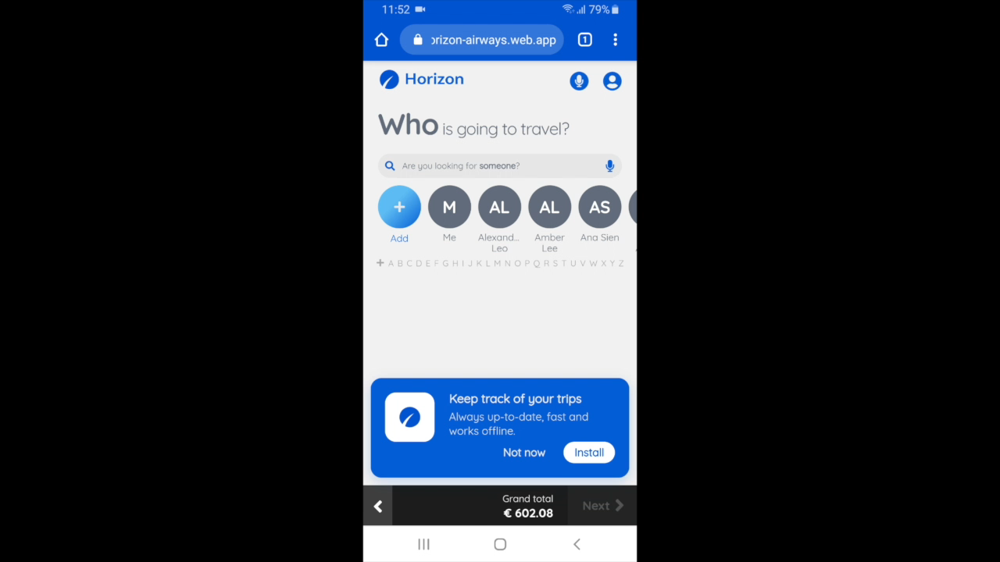 11:52 79%
orizon-airways.web.app 1
Horizon
Who is going to travel?
Are you looking for someone?
+ M AL AL AS
Add Me Alexand... Leo Amber Lee Ana Sien
+ A B C D E F G H I J K L M N O P Q R S T U V W X Y Z
Keep track of your trips
Always up-to-date, fast and
works offline.
Not now Install
Grand total
€ 602.08
Next